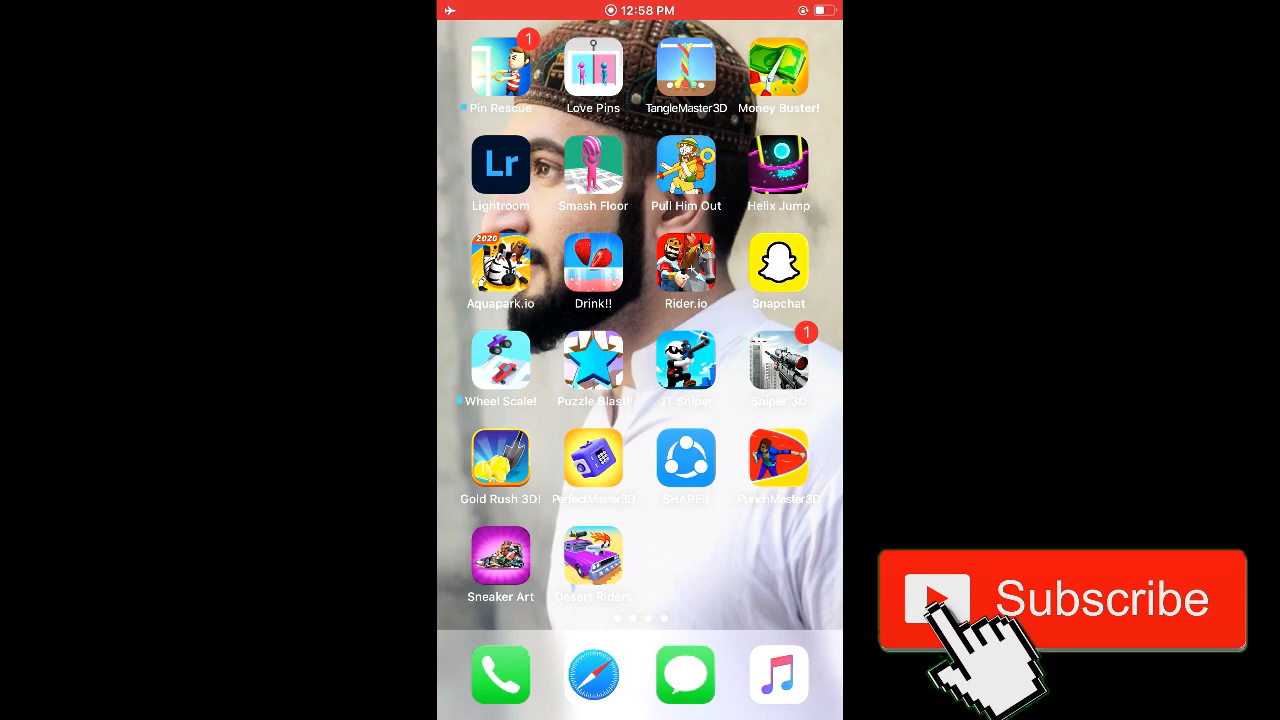 12:58 PM
1
Pin Rescue
Love Pins
TangleMaster3D
Money Buster!
Lr
Lightroom
Smash Floor
Pull Him Out
Helix Jump
2020
Aquapark.io
Drink!!
Rider.io
Snapchat
1
Wheel Scale!
Puzzle Blast!
JT Sniper
Sniper 3D
Gold Rush 3D!
PerfectMaster3D
SHAREit
PunchMaster3D
Sneaker Art
Desert Riders
Subscribe